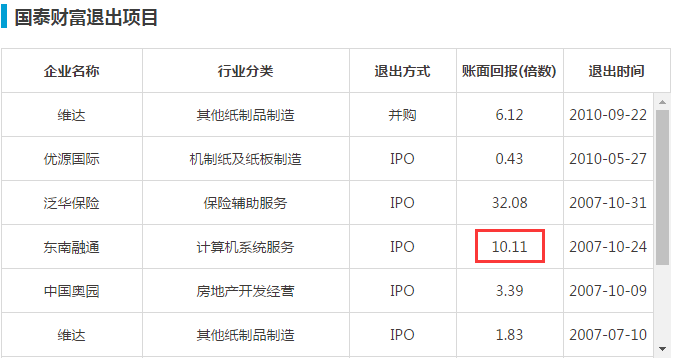 国泰财富退出项目
企业名称 行业分类 退出方式 账面回报(倍数) 退出时间
维达 其他纸制品制造 并购 6.12 2010-09-22
优源国际 机制纸及纸板制造 IPO 0.43 2010-05-27
泛华保险 保险辅助服务 IPO 32.08 2007-10-31
东南融通 计算机系统服务 IPO 10.11 2007-10-24
中国奥园 房地产开发经营 IPO 3.39 2007-10-09
维达 其他纸制品制造 IPO 1.83 2007-07-10